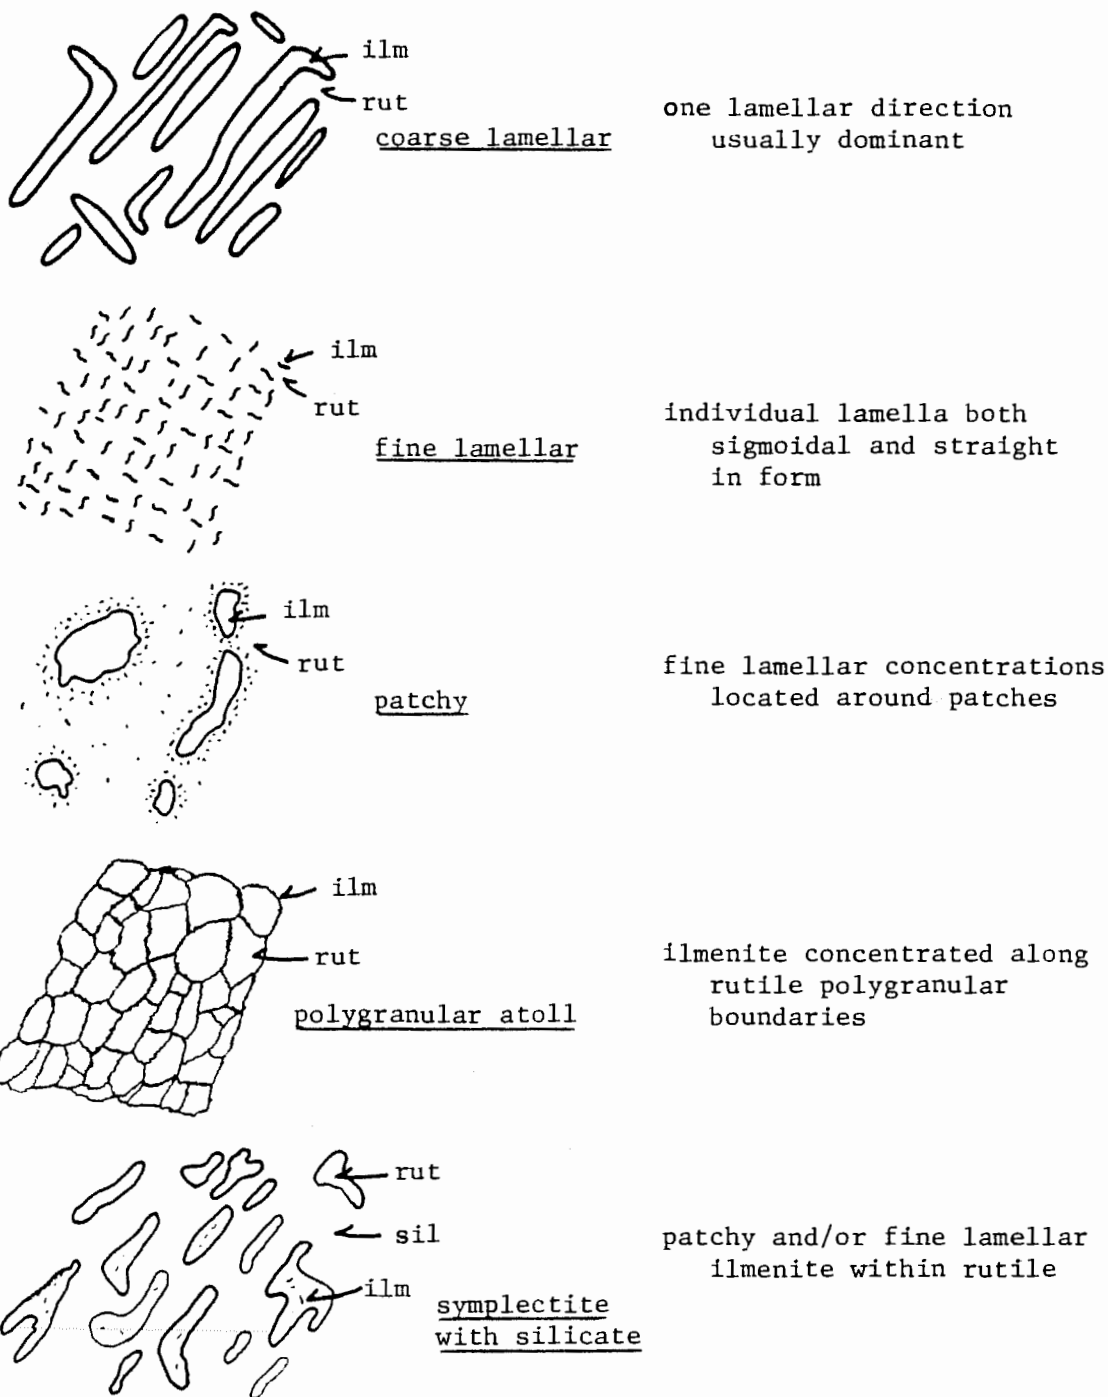 ilm
rut
coarse lamellar
one lamellar direction
usually dominant
ilm
rut
fine lamellar
individual lamella both
sigmoidal and straight
in form
ilm
rut
patchy
fine lamellar concentrations
located around patches
ilm
rut
polygranular atoll
ilmenite concentrated along
rutile polygranular
boundaries
rut
sil
ilm
symplectite
with silicate
patchy and/or fine lamellar
ilmenite within rutile